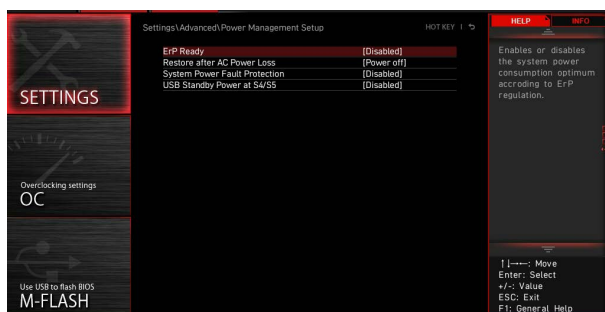 Settings\Advanced\Power Management Setup
HOT KEY | ⮌
HELP
INFO
ErP Ready [Disabled]
Restore after AC Power Loss [Power off]
System Power Fault Protection [Disabled]
USB Standby Power at S4/S5 [Disabled]
Enables or disables
the system power
consumption optimum
accroding to ErP
regulation.
SETTINGS
Overclocking settings
OC
Use USB to flash BIOS
M-FLASH
↑↓→←: Move
Enter: Select
+/-: Value
ESC: Exit
F1: General Help